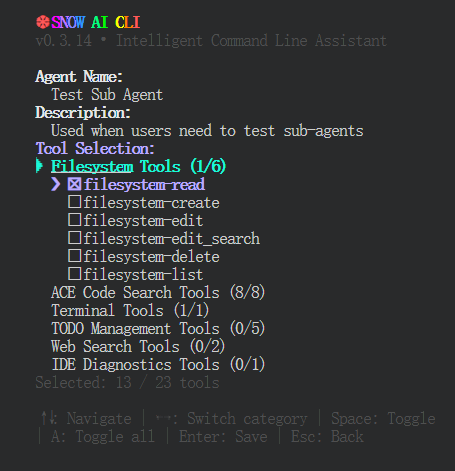 ❆SNOW AI CLI
v0.3.14 • Intelligent Command Line Assistant
Agent Name:
Test Sub Agent
Description:
Used when users need to test sub-agents
Tool Selection:
▶ Filesystem Tools (1/6)
❯ ☒filesystem-read
☐filesystem-create
☐filesystem-edit
☐filesystem-edit_search
☐filesystem-delete
☐filesystem-list
ACE Code Search Tools (8/8)
Terminal Tools (1/1)
TODO Management Tools (0/5)
Web Search Tools (0/2)
IDE Diagnostics Tools (0/1)
Selected: 13 / 23 tools
↑↓: Navigate | ←→: Switch category | Space: Toggle
| A: Toggle all | Enter: Save | Esc: Back